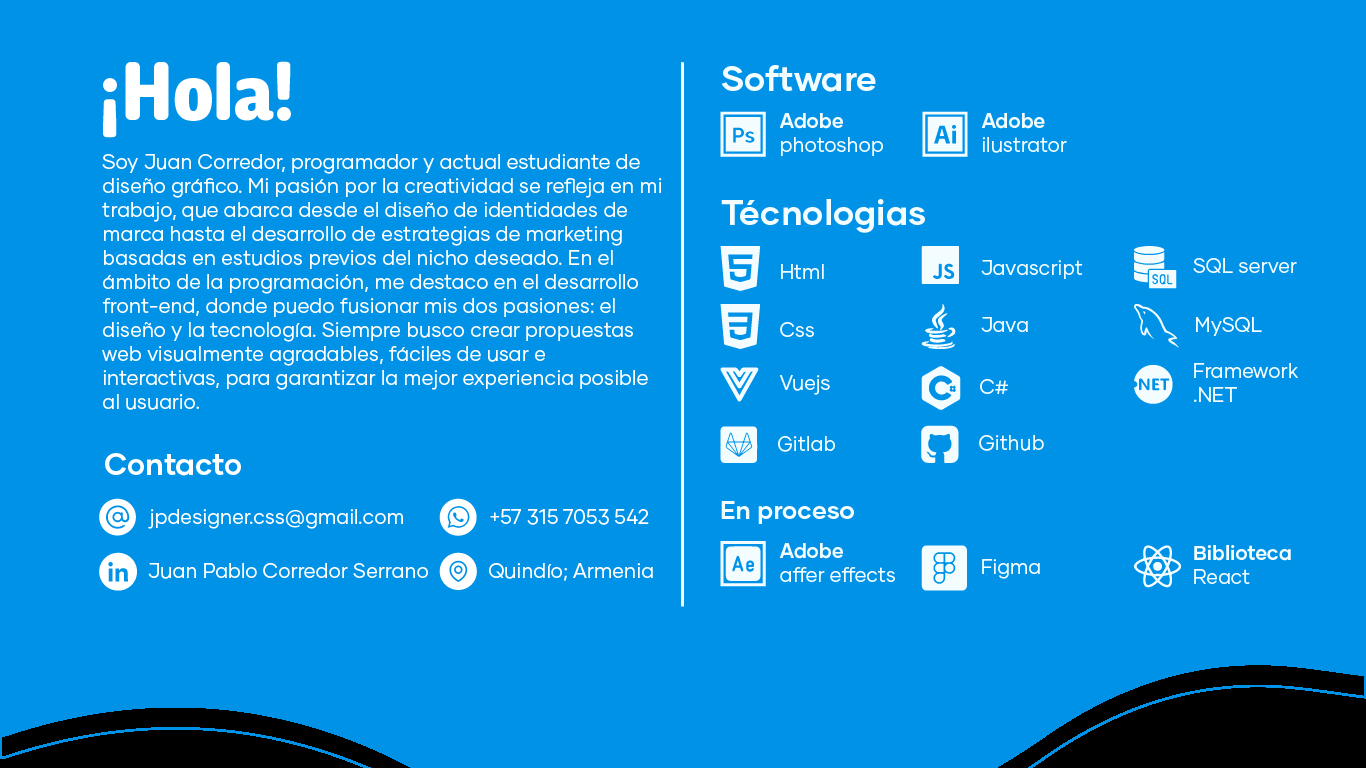 ¡Hola!
Soy Juan Corredor, programador y actual estudiante de
diseño gráfico. Mi pasión por la creatividad se refleja en mi
trabajo, que abarca desde el diseño de identidades de
marca hasta el desarrollo de estrategias de marketing
basadas en estudios previos del nicho deseado. En el
ámbito de la programación, me destaco en el desarrollo
front-end, donde puedo fusionar mis dos pasiones: el
diseño y la tecnología. Siempre busco crear propuestas
web visualmente agradables, fáciles de usar e
interactivas, para garantizar la mejor experiencia posible
al usuario.
Contacto
jpdesigner.css@gmail.com
+57 315 7053 542
in Juan Pablo Corredor Serrano
Quindío; Armenia
Software
Ps Adobe
photoshop
Ai Adobe
ilustrator
Técnologias
5 Html
JS Javascript
SQL SQL server
3 Css
Java
MySQL
Vuejs
C# C#
.NET Framework
.NET
Gitlab
Github
En proceso
Ae Adobe
affer effects
Figma
Biblioteca
React